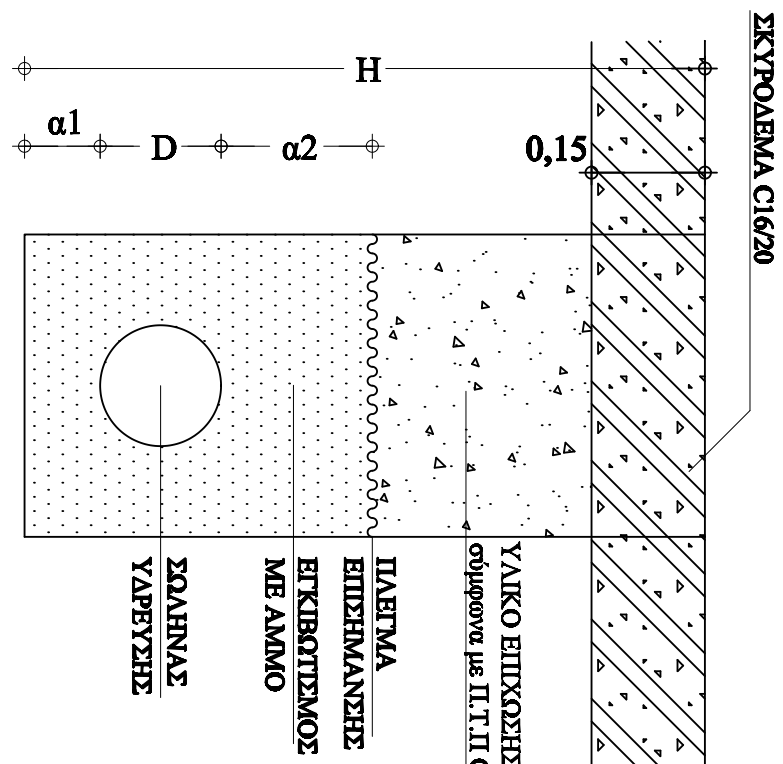 H
α1
D
α2
0,15
ΣΚΥΡΟΔΕΜΑ C16/20
ΥΛΙΚΟ ΕΠΙΧΩΣΗΣ
σύμφωνα με Π.Τ.Π
ΠΛΕΓΜΑ
ΕΠΙΣΗΜΑΝΣΗΣ
ΕΓΚΙΒΩΤΙΣΜΟΣ
ΜΕ ΑΜΜΟ
ΣΩΛΗΝΑΣ
ΥΔΡΕΥΣΗΣ